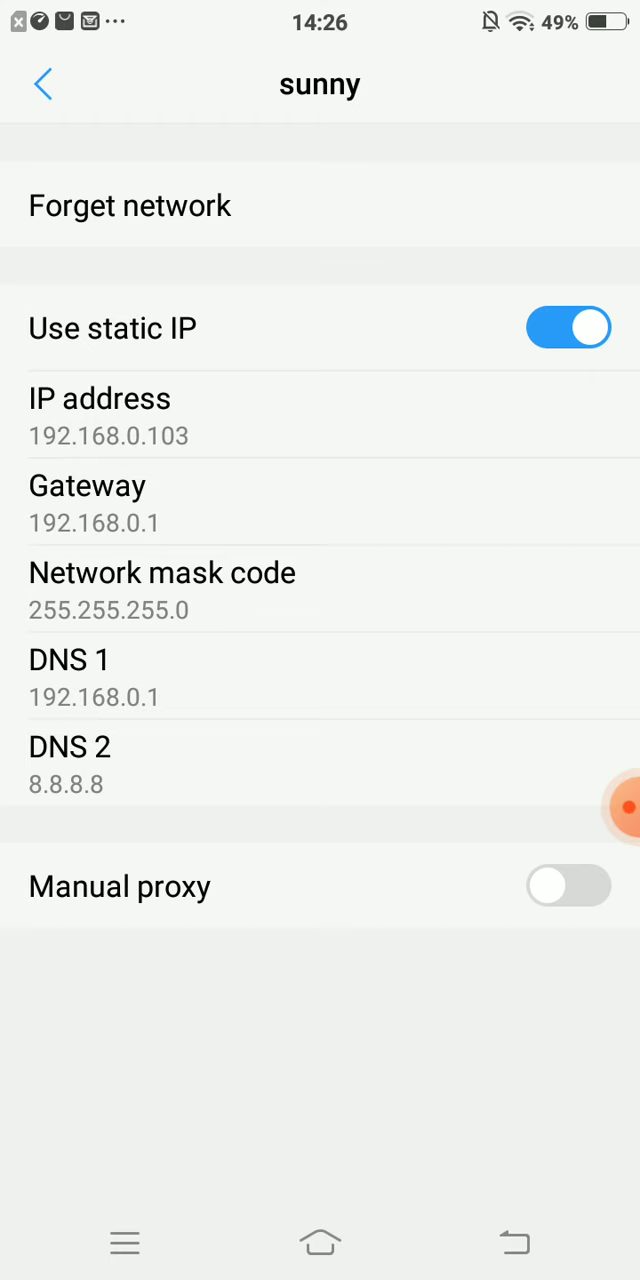 14:26
49%
sunny
Forget network
Use static IP
IP address
192.168.0.103
Gateway
192.168.0.1
Network mask code
255.255.255.0
DNS 1
192.168.0.1
DNS 2
8.8.8.8
Manual proxy